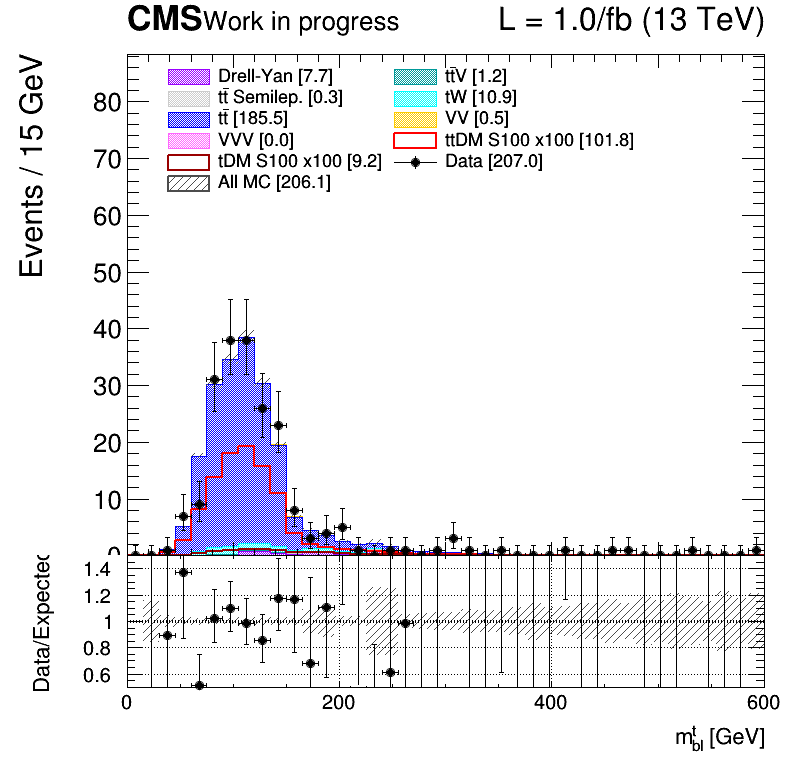 CMS Work in progress L = 1.0/fb (13 TeV)
Events / 15 GeV
Drell-Yan [7.7] tt̄V [1.2]
tt̄ Semilep. [0.3] tW [10.9]
tt̄ [185.5] VV [0.5]
VVV [0.0] ttDM S100 x100 [101.8]
tDM S100 x100 [9.2] Data [207.0]
All MC [206.1]
80
70
60
50
40
30
20
10
0
Data/Expected
1.4
1.2
1
0.8
0.6
0 200 400 600
m^t_bl [GeV]